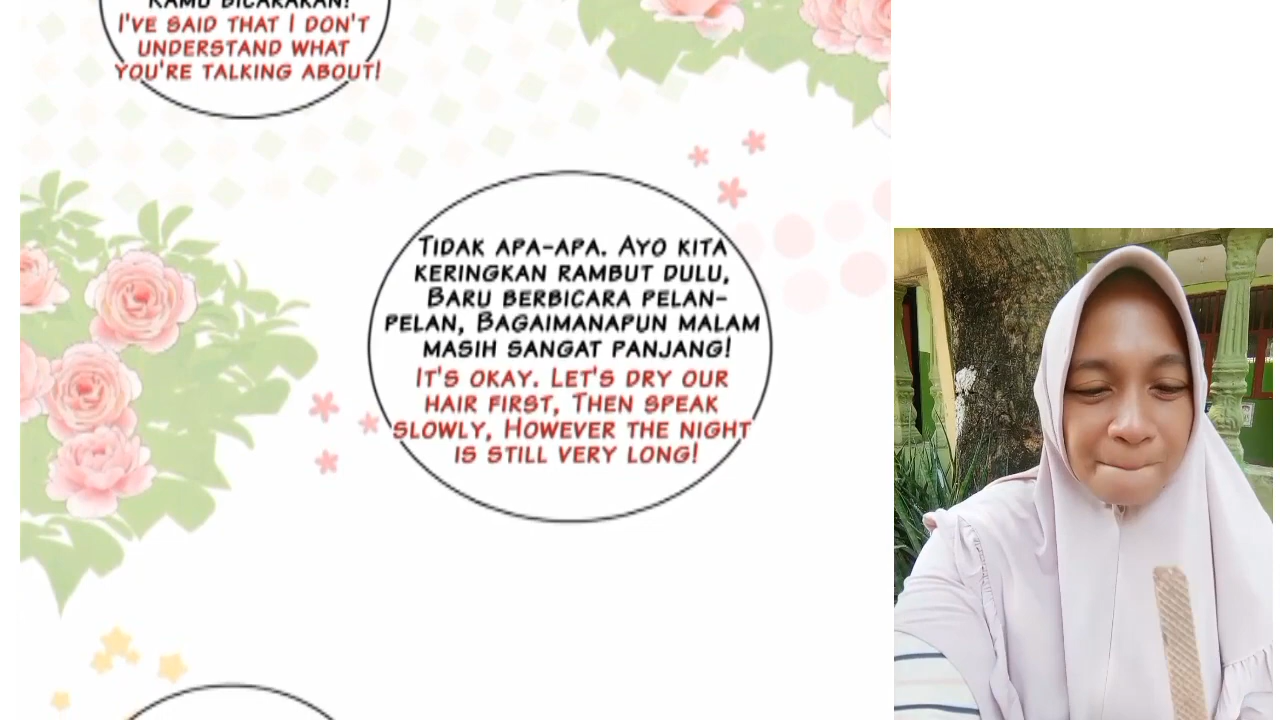 KAMU BICARAKAN!
I'VE SAID THAT I DON'T
UNDERSTAND WHAT
YOU'RE TALKING ABOUT!
TIDAK APA-APA. AYO KITA
KERINGKAN RAMBUT DULU,
BARU BERBICARA PELAN-
PELAN, BAGAIMANAPUN MALAM
MASIH SANGAT PANJANG!
IT'S OKAY. LET'S DRY OUR
HAIR FIRST, THEN SPEAK
SLOWLY, HOWEVER THE NIGHT
IS STILL VERY LONG!